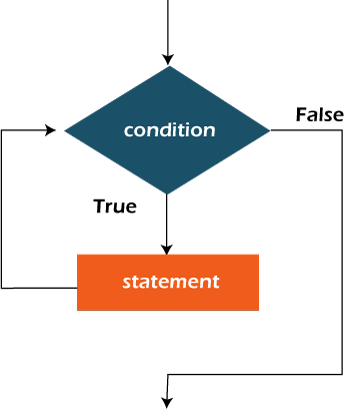 condition
False
True
statement